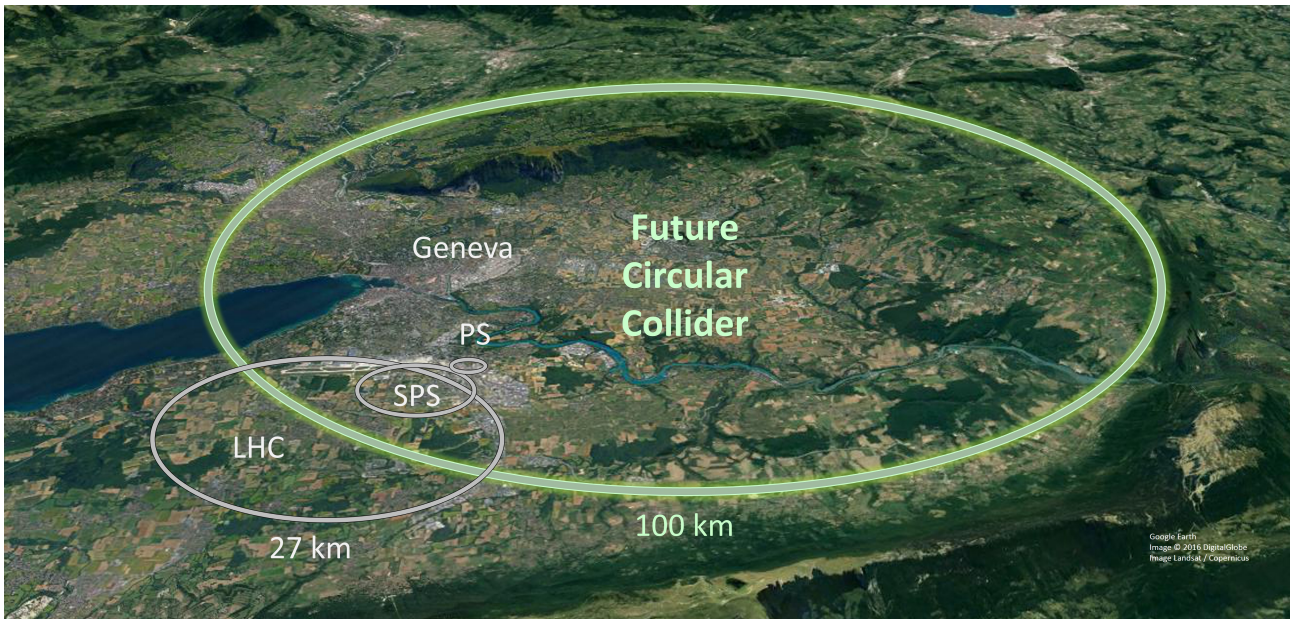 Geneva
Future
Circular
Collider
PS
SPS
LHC
27 km
100 km
Google Earth
Image © 2016 DigitalGlobe
Image Landsat / Copernicus